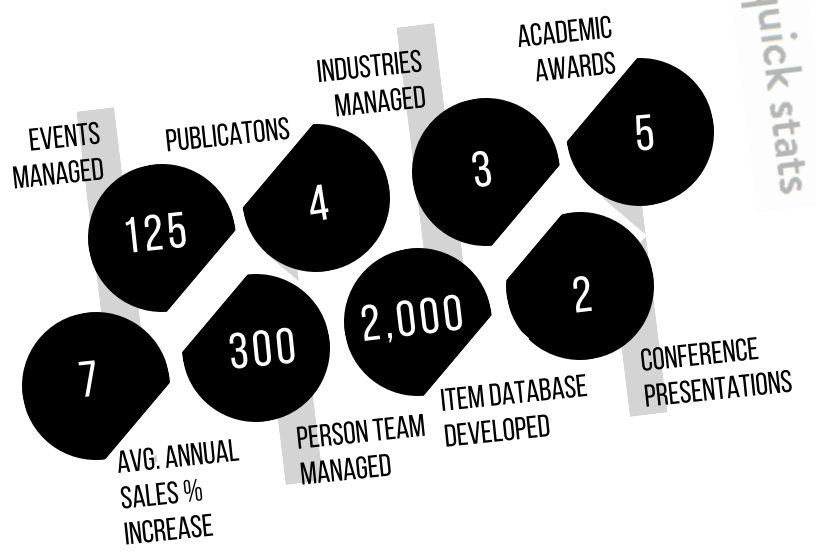 quick stats
EVENTS
MANAGED
125
PUBLICATONS
4
INDUSTRIES
MANAGED
3
ACADEMIC
AWARDS
5
7
AVG. ANNUAL
SALES %
INCREASE
300
PERSON TEAM
MANAGED
2,000
ITEM DATABASE
DEVELOPED
2
CONFERENCE
PRESENTATIONS